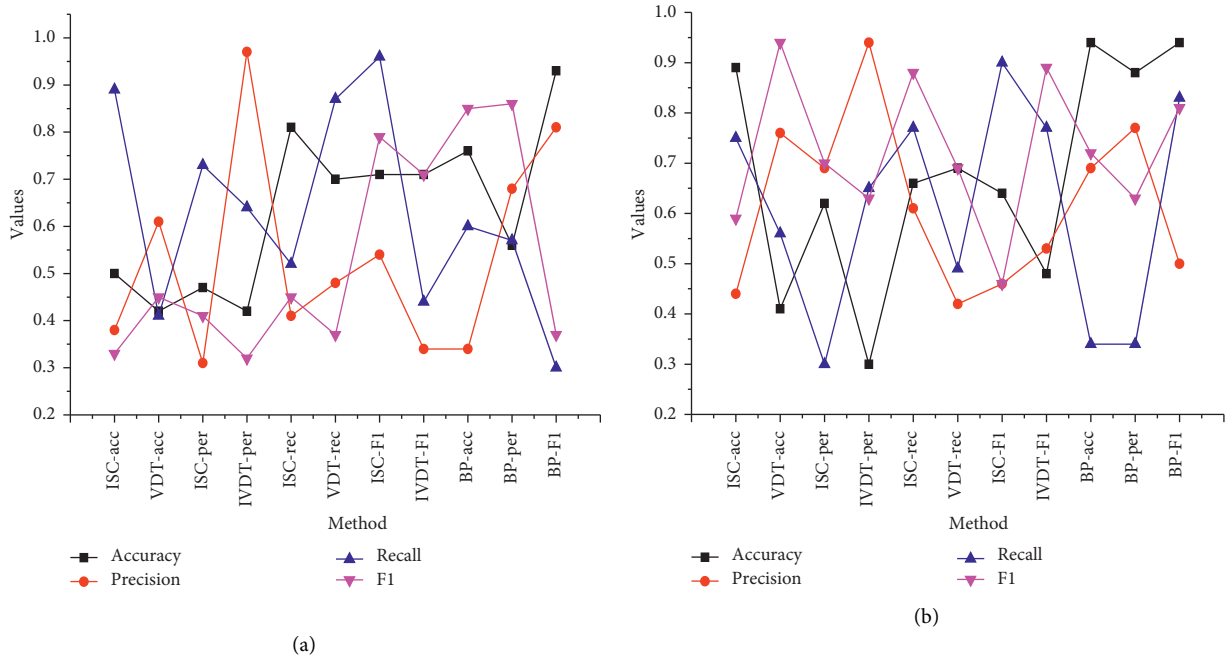 1.0
0.9
0.8
0.7
0.6
0.5
0.4
0.3
0.2
Values
ISC-acc
VDT-acc
ISC-per
IVDT-per
ISC-rec
VDT-rec
ISC-F1
IVDT-F1
BP-acc
BP-per
BP-F1
Method
Accuracy
Precision
Recall
F1
(a)
1.0
0.9
0.8
0.7
0.6
0.5
0.4
0.3
0.2
Values
ISC-acc
VDT-acc
ISC-per
IVDT-per
ISC-rec
VDT-rec
ISC-F1
IVDT-F1
BP-acc
BP-per
BP-F1
Method
Accuracy
Precision
Recall
F1
(b)